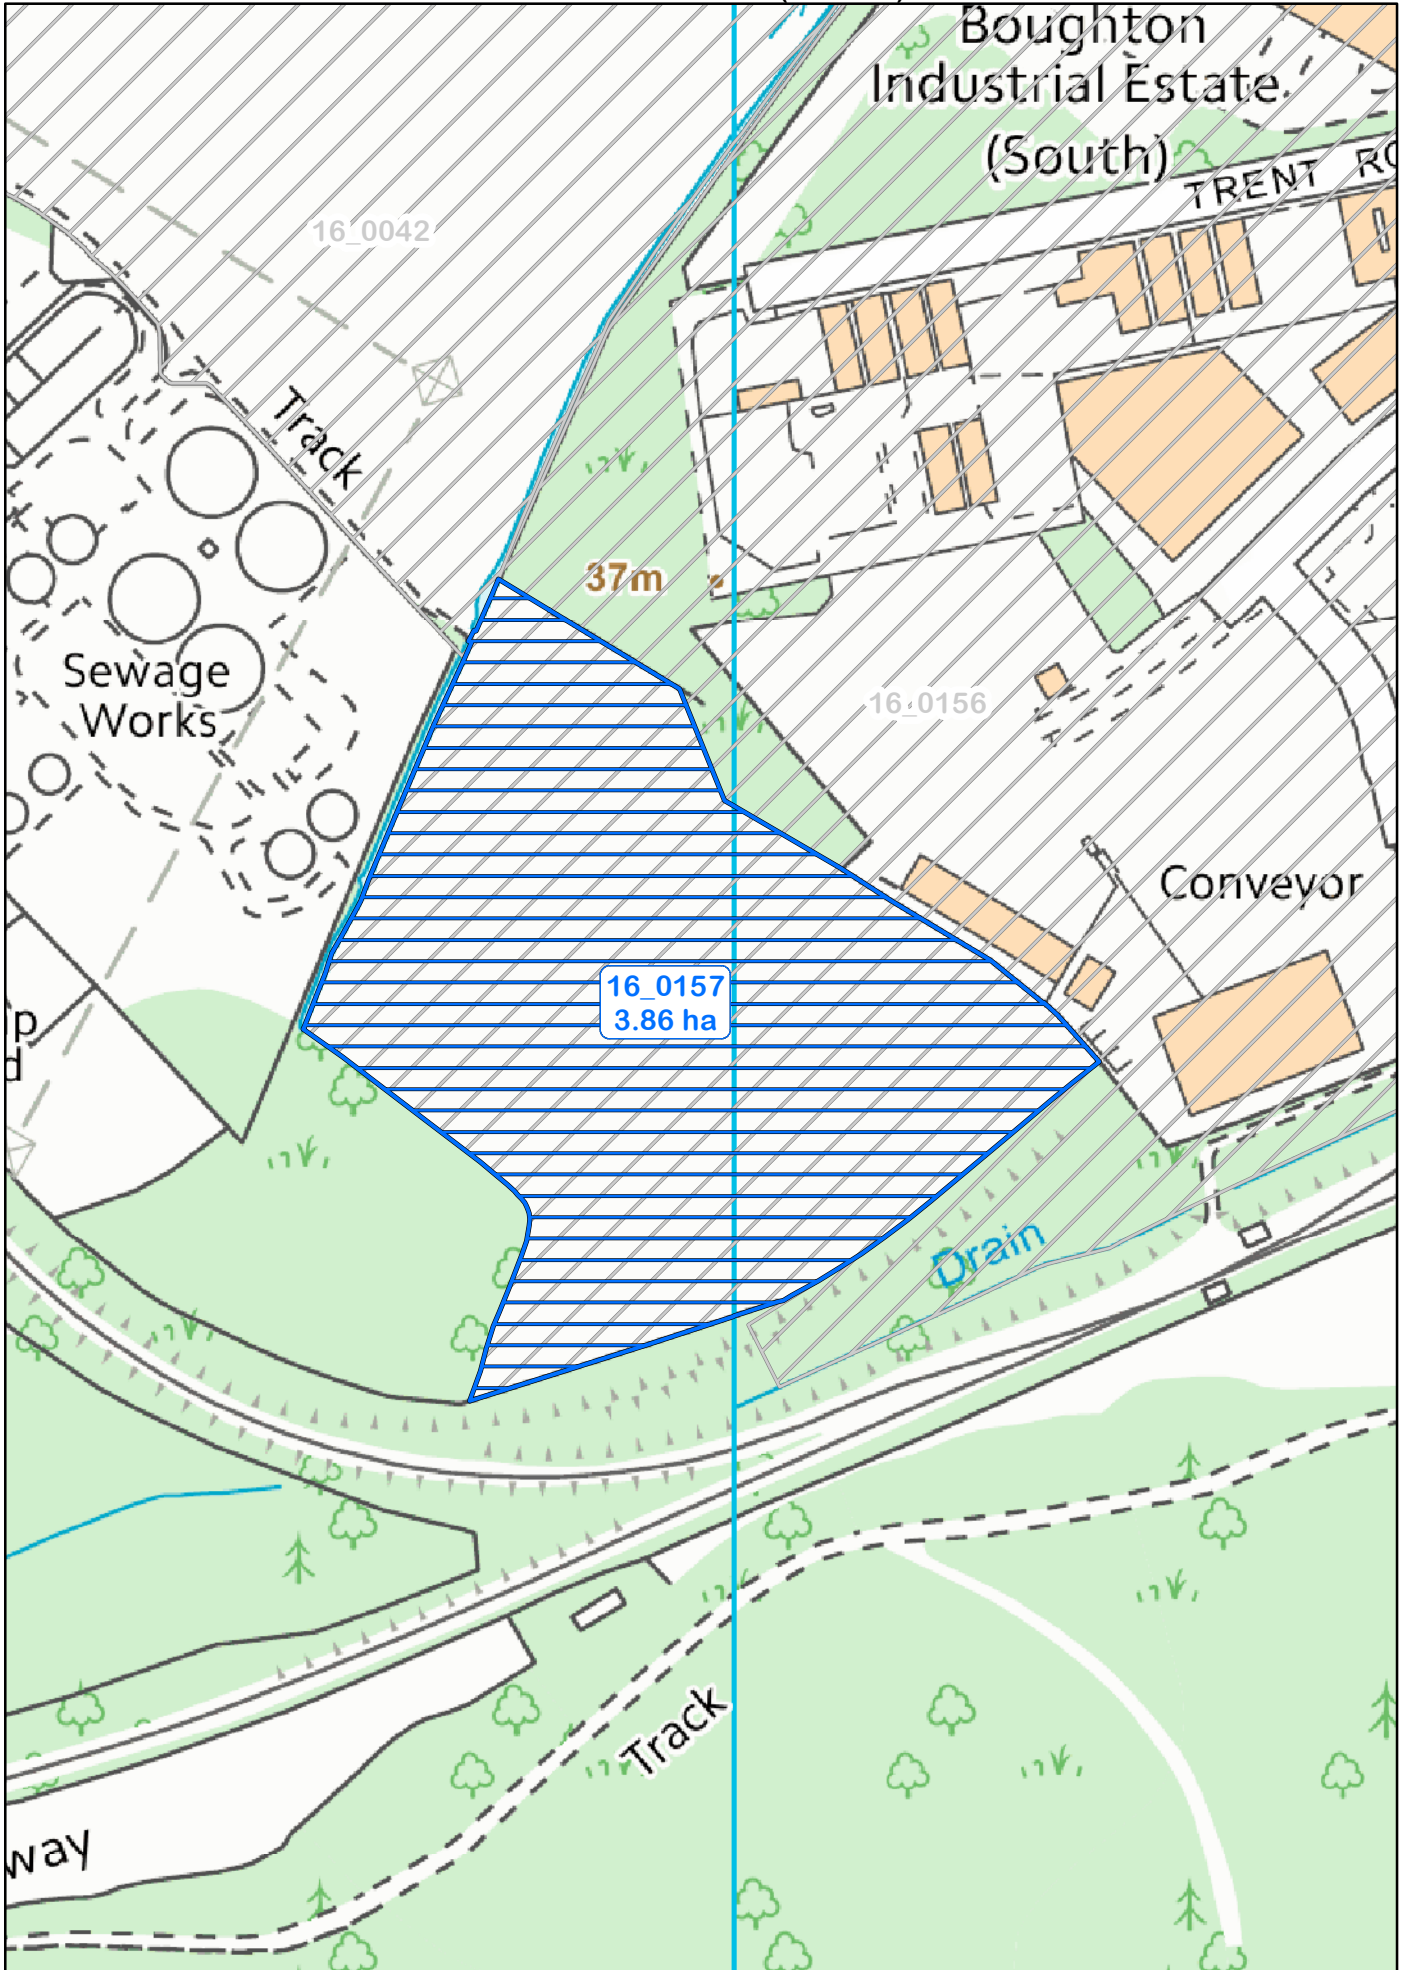 Boughton
Industrial Estate
(South)
TRENT RO
16_0042
Track
37m
Sewage
Works
16_0156
Conveyor
16_0157
3.86 ha
p
d
Drain
Track
way